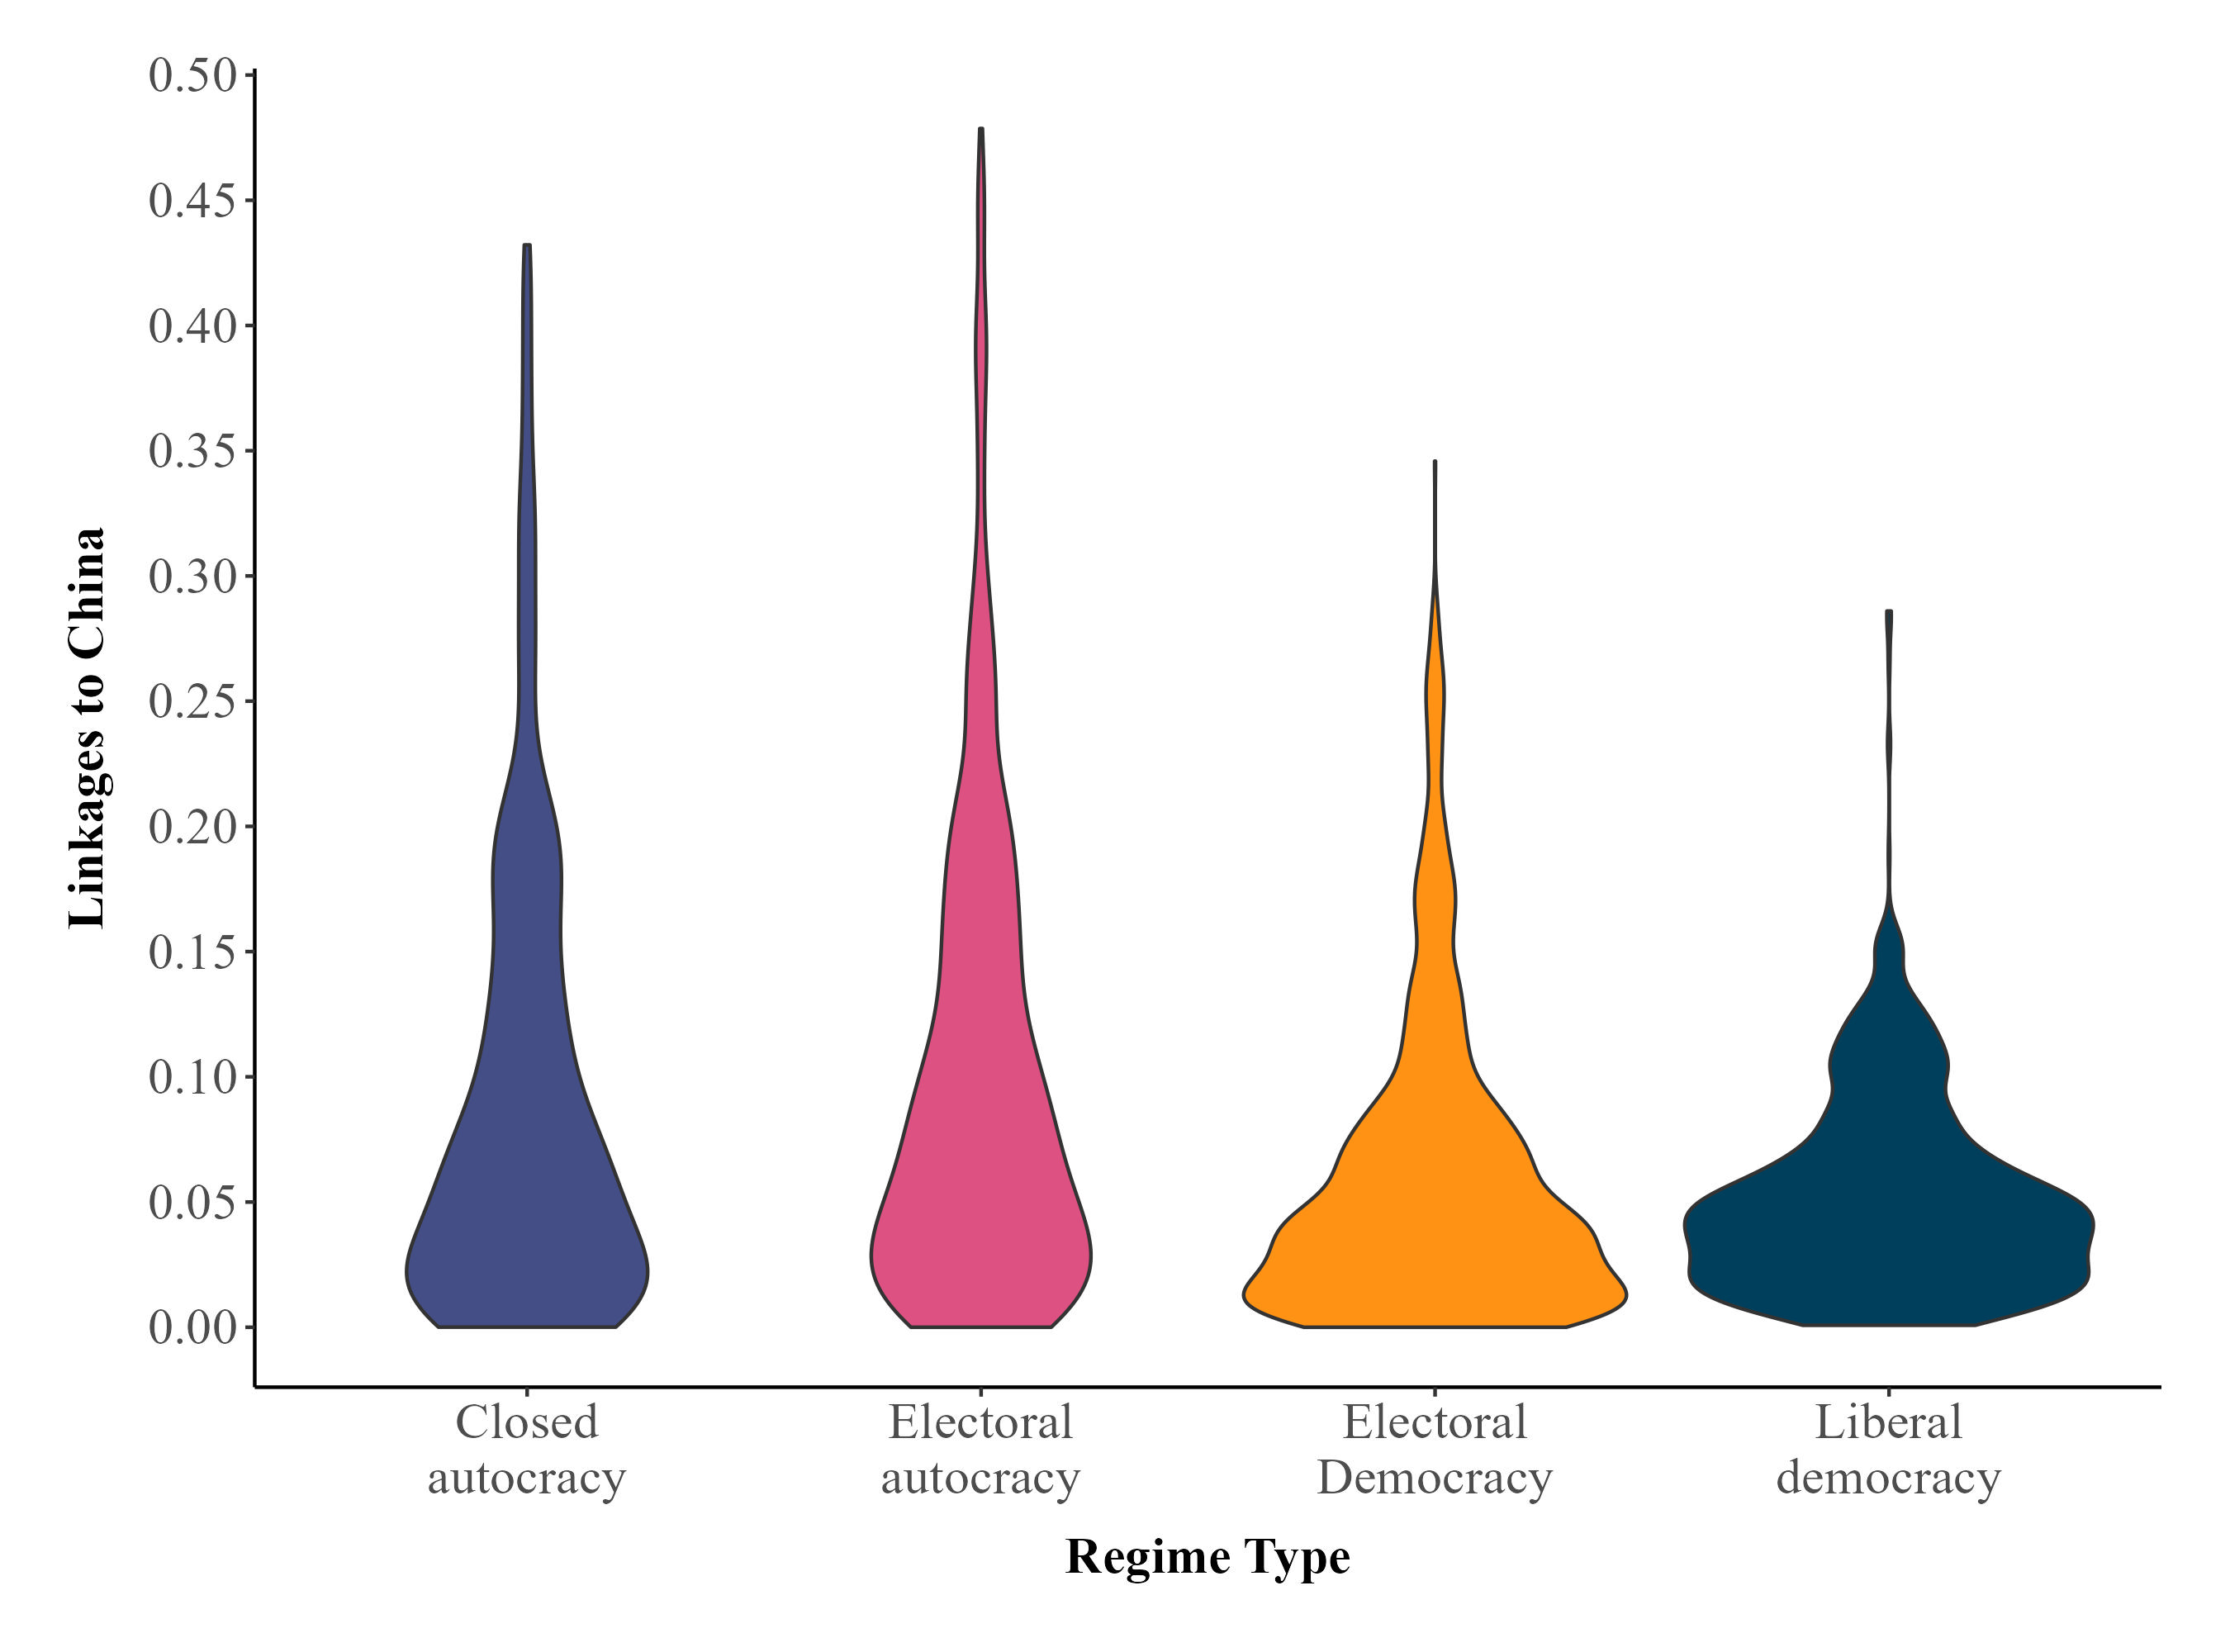 0.50
0.45
0.40
0.35
0.30
0.25
0.20
0.15
0.10
0.05
0.00
Linkages to China
Closed
autocracy
Electoral
autocracy
Electoral
Democracy
Liberal
democracy
Regime Type